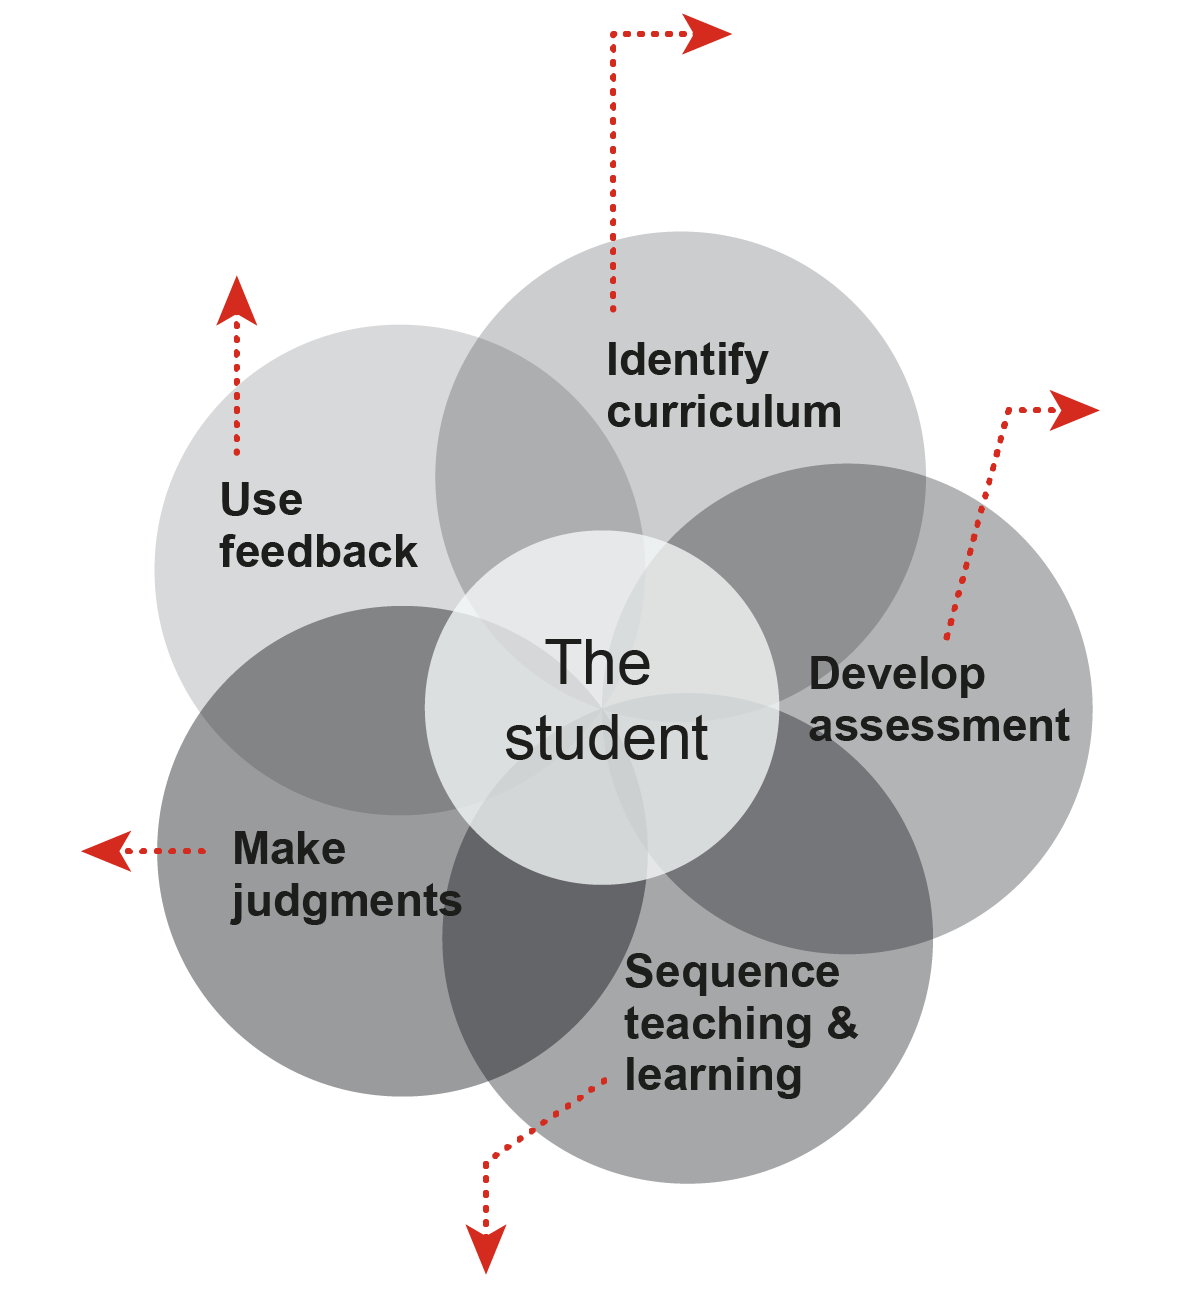 Identify
curriculum
Use
feedback
The
student
Develop
assessment
Make
judgments
Sequence
teaching &
learning